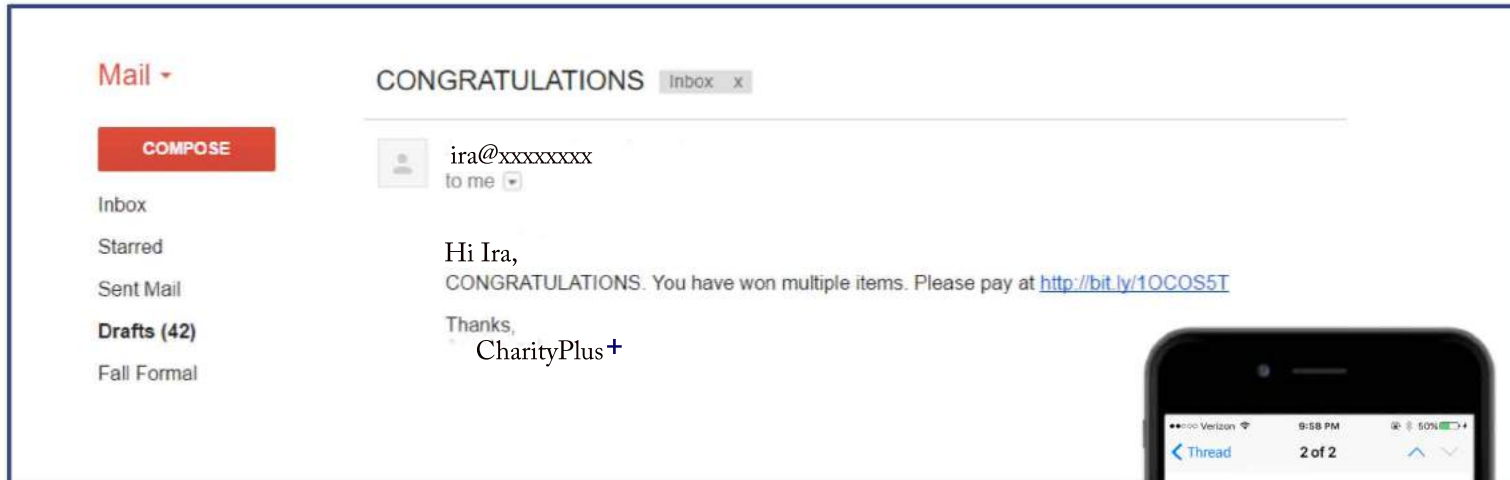 Mail
CONGRATULATIONS Inbox x
COMPOSE
ira@xxxxxxxx
to me
Inbox
Starred
Sent Mail
Drafts (42)
Fall Formal
Hi Ira,
CONGRATULATIONS. You have won multiple items. Please pay at http://bit.ly/1OCOS5T
Thanks,
CharityPlus+
Verizon 9:58 PM 50%
Thread 2 of 2